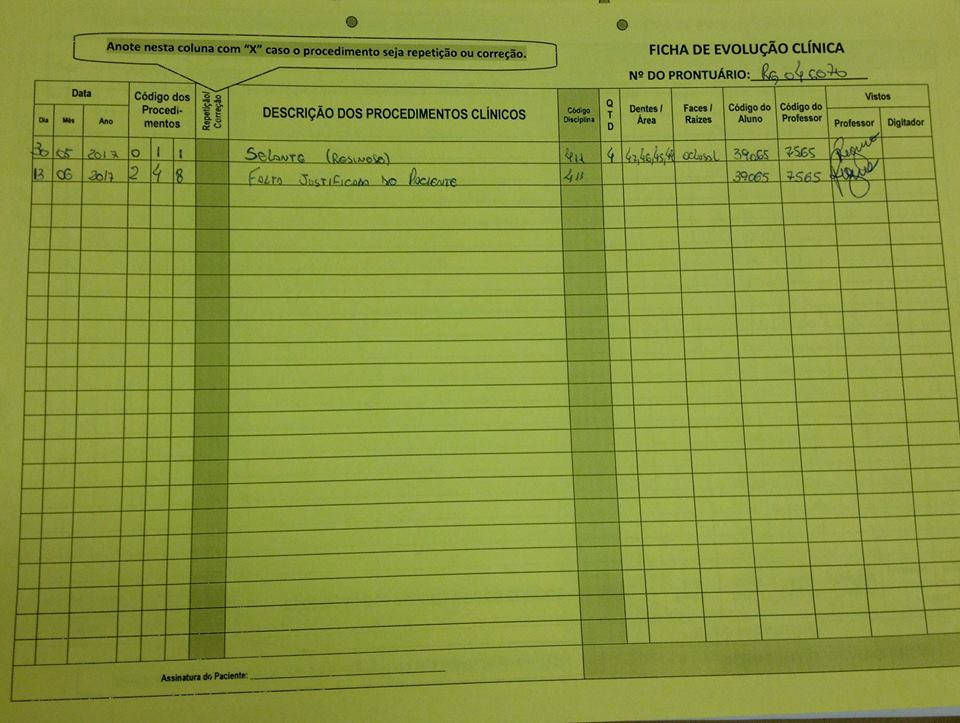 Anote nesta coluna com "X" caso o procedimento seja repetição ou correção.
FICHA DE EVOLUÇÃO CLÍNICA
Nº DO PRONTUÁRIO:
Data
Código dos Procedi-mentos
Repetição/ Correção
DESCRIÇÃO DOS PROCEDIMENTOS CLÍNICOS
Código Disciplina
QTD
Dentes / Área
Faces / Raízes
Código do Aluno
Código do Professor
Vistos
Dia Mês Ano
Professor Digitador
30 05 2017 0 1 1 SELANTE (RESINOSO) 411 4 oclusal 39065 7565
13 06 2017 2 4 8 FALTA JUSTIFICADA DO PACIENTE 411 39065 7565
Assinatura do Paciente: